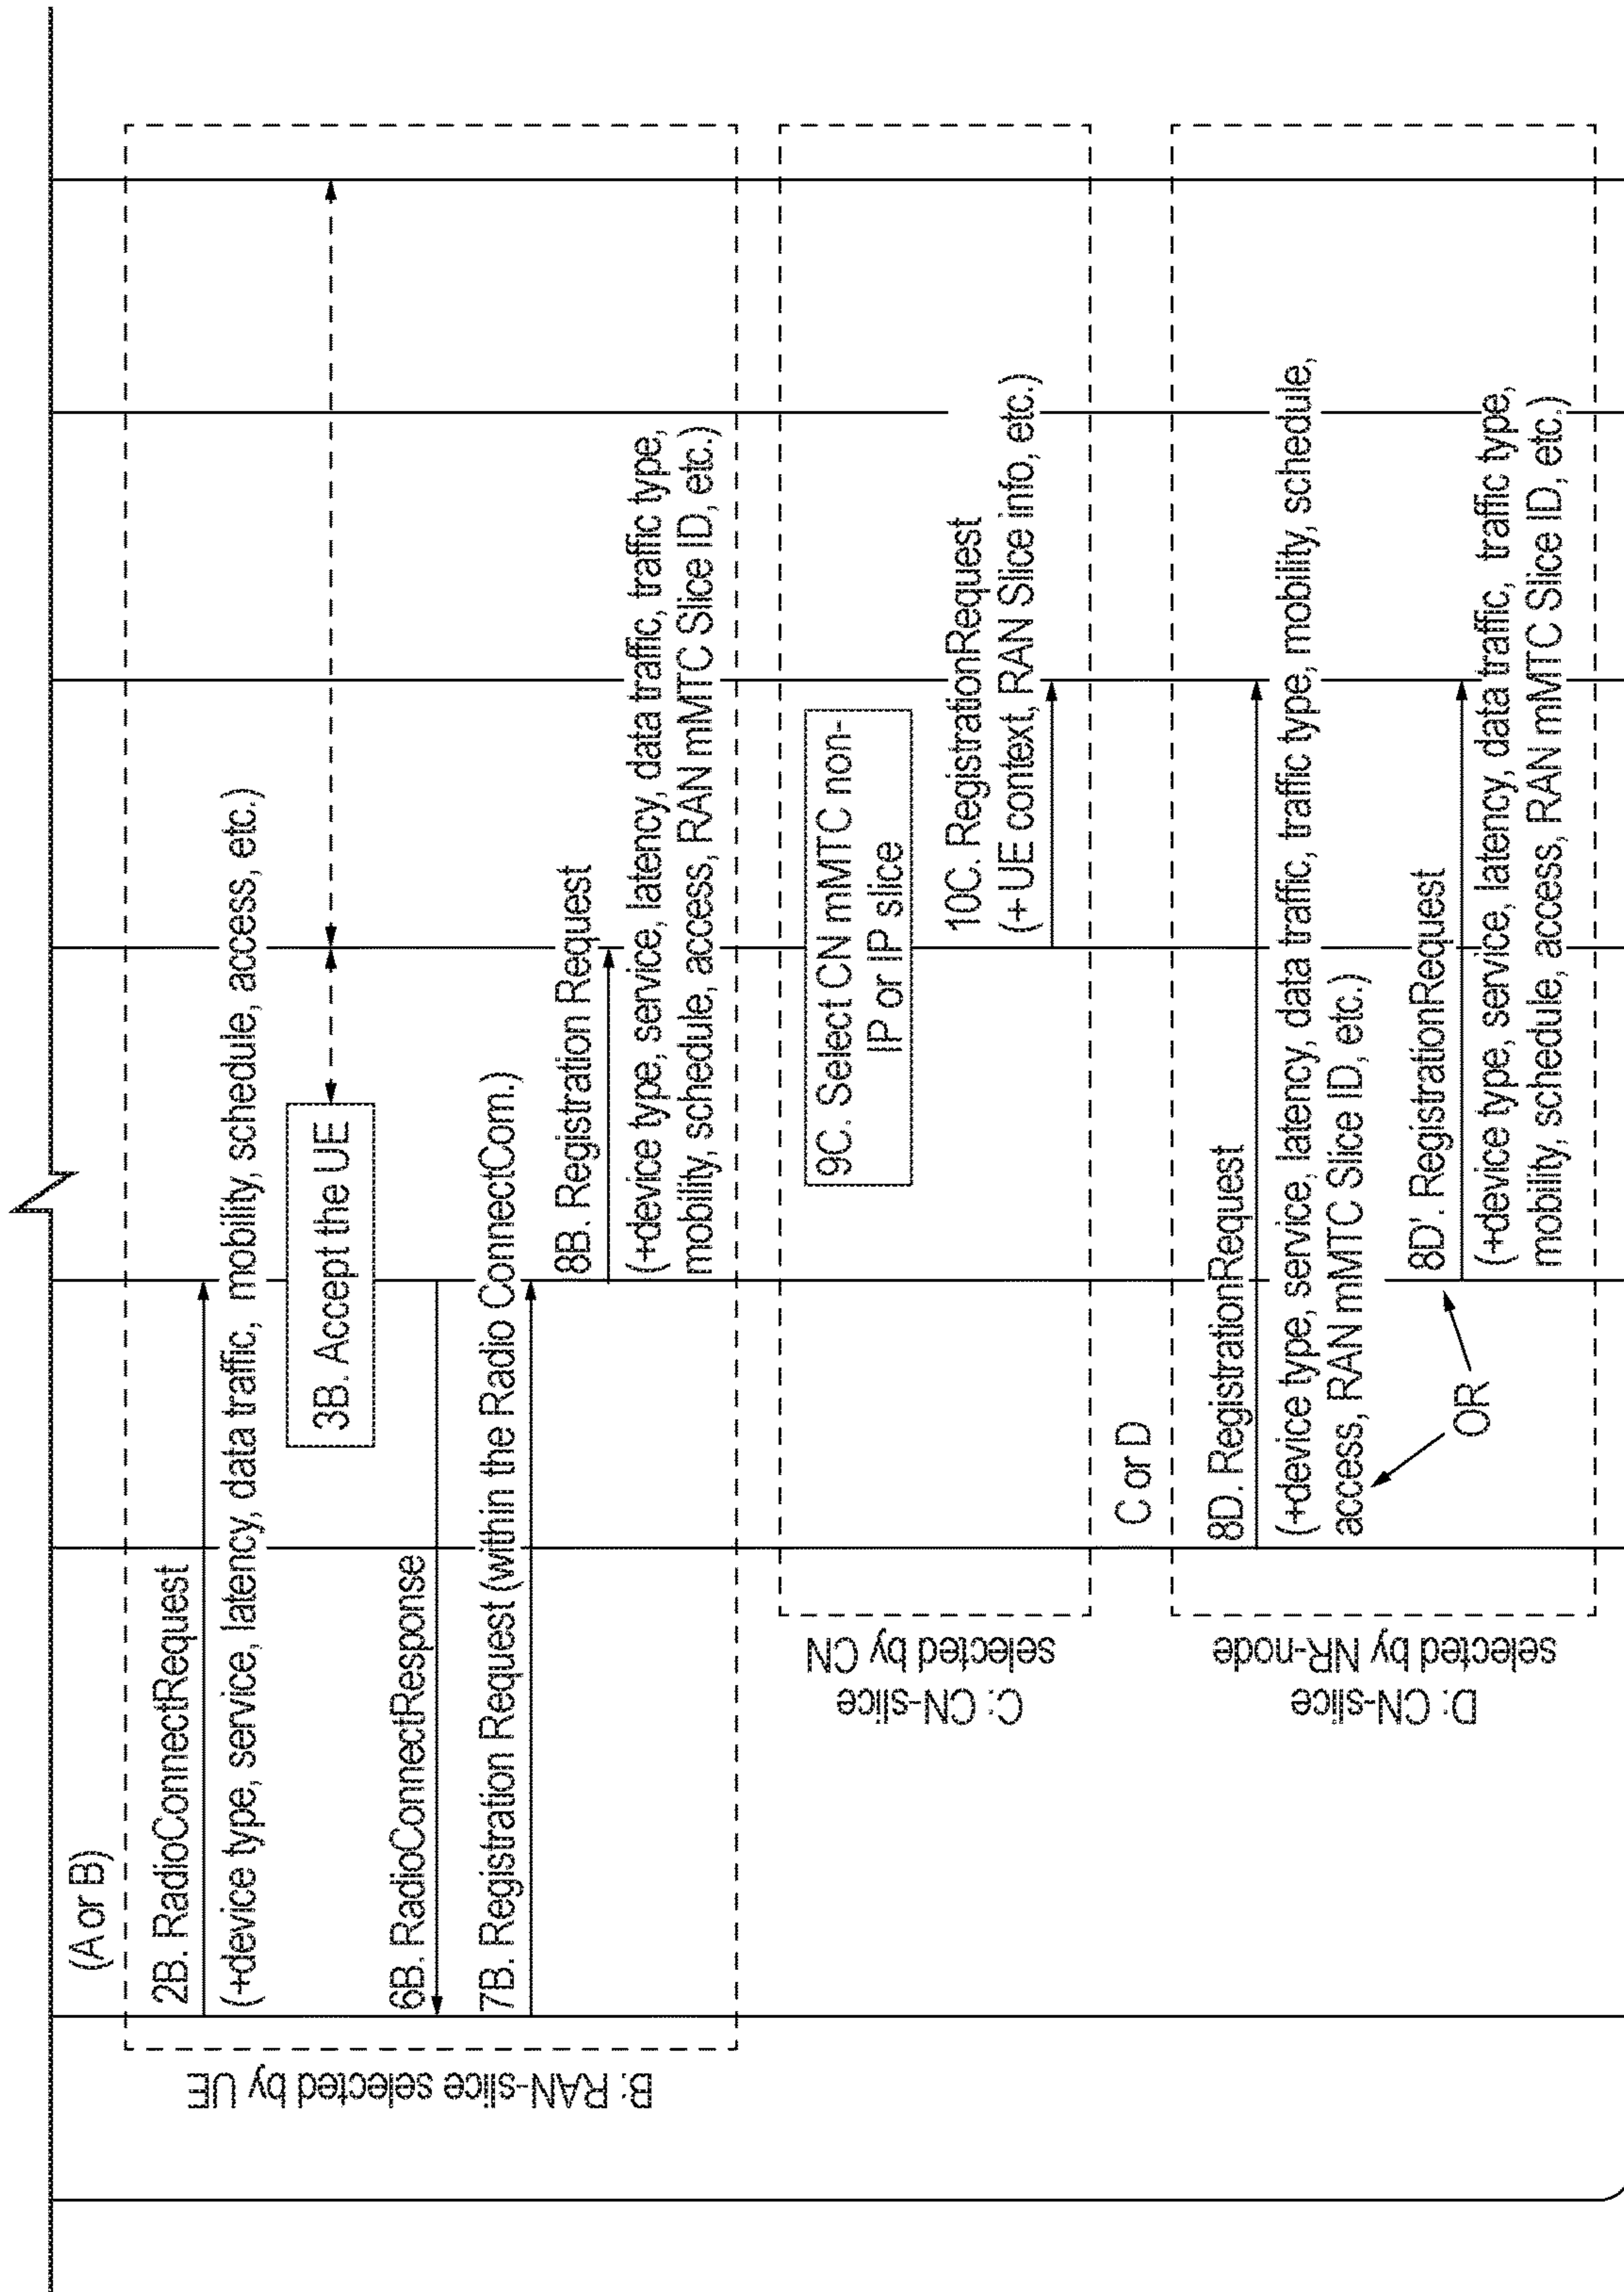 (A or B)
B: RAN-slice selected by UE
2B. RadioConnectRequest
(+device type, service, latency, data traffic, mobility, schedule, access, etc.)
3B. Accept the UE
6B. RadioConnectResponse
7B. Registration Request (within the Radio ConnectCom.)
8B. Registration Request
(+device type, service, latency, data traffic, traffic type,
mobility, schedule, access, RAN mMTC Slice ID, etc.)
C: CN-slice
selected by CN
9C. Select CN mMTC non-
IP or IP slice
10C. RegistrationRequest
(+ UE context, RAN Slice info, etc.)
C or D
D: CN-slice
selected by NR-node
8D. RegistrationRequest
(+device type, service, latency, data traffic, traffic type, mobility, schedule,
access, RAN mMTC Slice ID, etc.)
OR
8D'. RegistrationRequest
(+device type, service, latency, data traffic, traffic type,
mobility, schedule, access, RAN mMTC Slice ID, etc.)